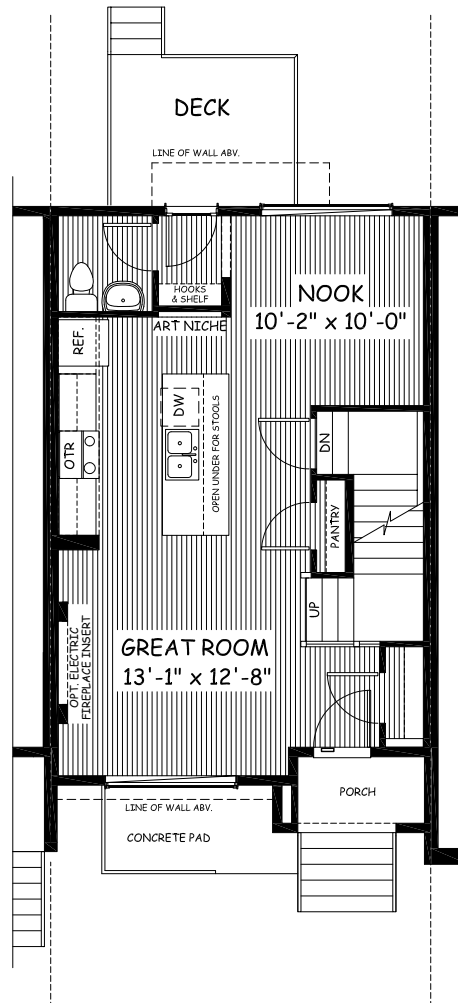 DECK
LINE OF WALL ABV.
HOOKS
& SHELF
NOOK
10'-2" x 10'-0"
ART NICHE
REF.
DW
OPEN UNDER FOR STOOLS
OTR
DN
PANTRY
UP
GREAT ROOM
13'-1" x 12'-8"
OPT. ELECTRIC
FIREPLACE INSERT
PORCH
LINE OF WALL ABV.
CONCRETE PAD